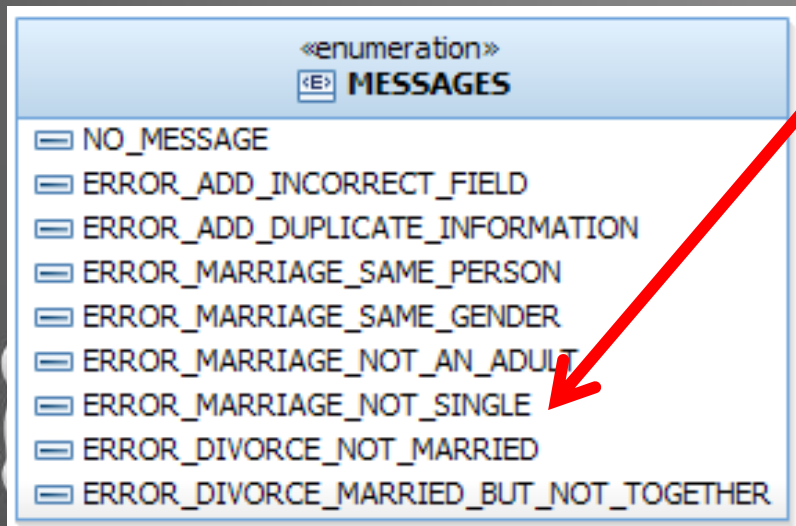 «enumeration»
<E> MESSAGES
NO_MESSAGE
ERROR_ADD_INCORRECT_FIELD
ERROR_ADD_DUPLICATE_INFORMATION
ERROR_MARRIAGE_SAME_PERSON
ERROR_MARRIAGE_SAME_GENDER
ERROR_MARRIAGE_NOT_AN_ADULT
ERROR_MARRIAGE_NOT_SINGLE
ERROR_DIVORCE_NOT_MARRIED
ERROR_DIVORCE_MARRIED_BUT_NOT_TOGETHER